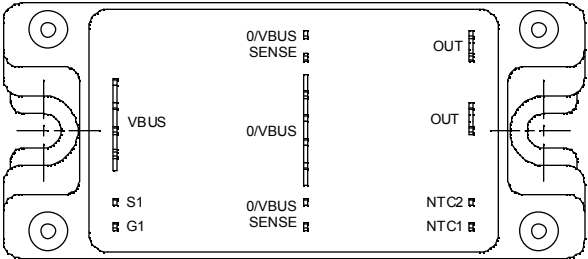 0/VBUS
SENSE
OUT
VBUS
0/VBUS
OUT
S1
0/VBUS
SENSE
NTC2
G1
NTC1